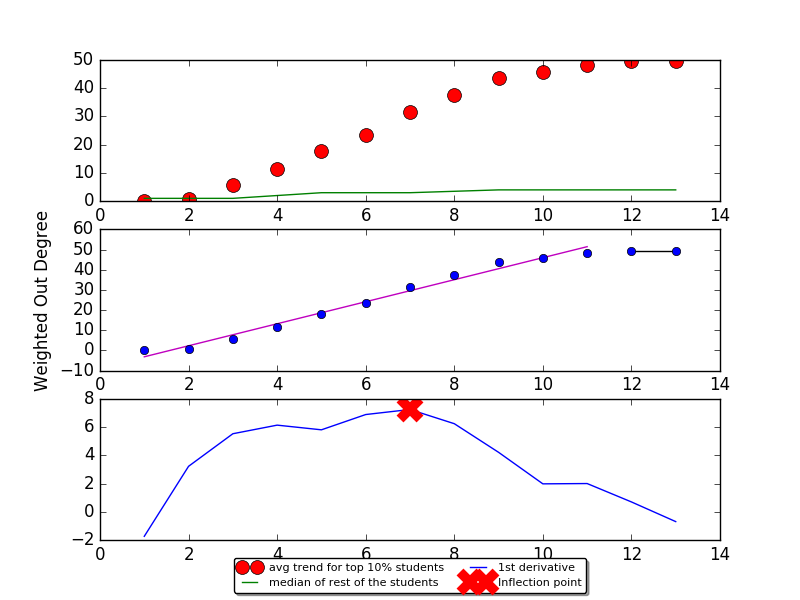 50
40
30
20
10
0
0 2 4 6 8 10 12 14
Weighted Out Degree
60
50
40
30
20
10
0
−10
0 2 4 6 8 10 12 14
8
6
4
2
0
−2
0 2 4 6 8 10 12 14
avg trend for top 10% students
median of rest of the students
1st derivative
Inflection point